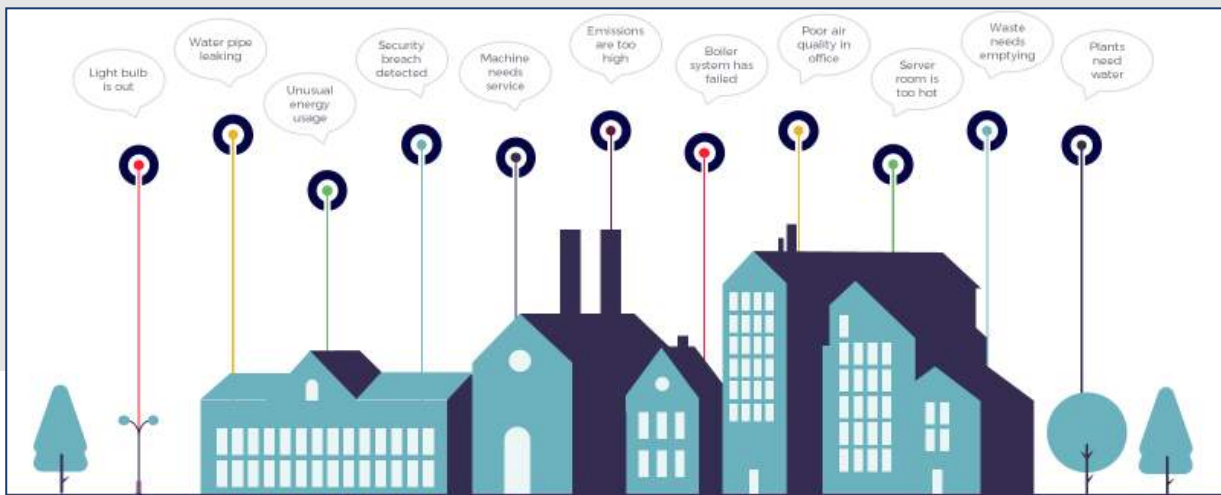 Light bulb
is out
Water pipe
leaking
Unusual
energy
usage
Security
breach
detected
Machine
needs
service
Emissions
are too
high
Boiler
system has
failed
Poor air
quality in
office
Server
room is
too hot
Waste
needs
emptying
Plants
need
water